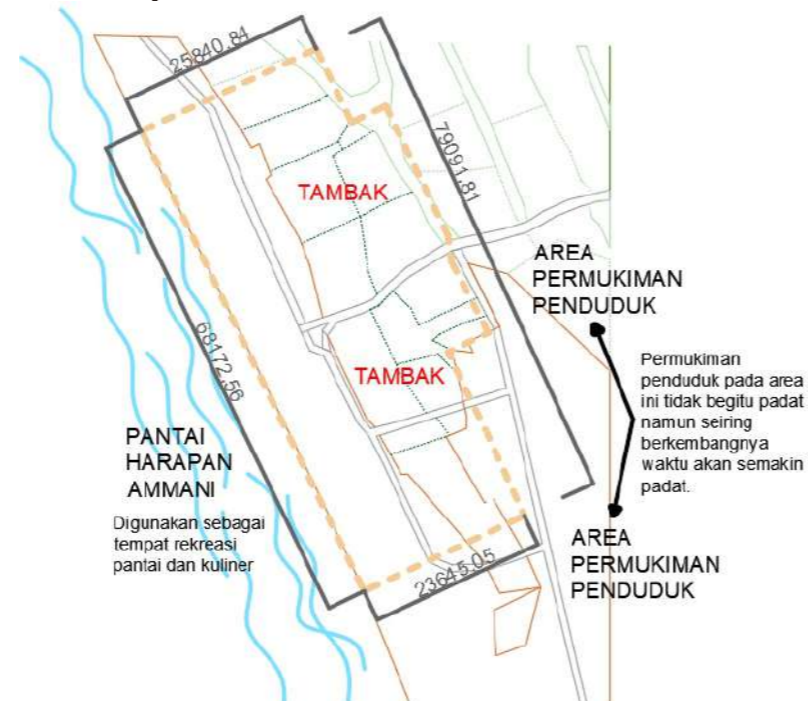 25840,84
79091,81
TAMBAK
AREA
PERMUKIMAN
PENDUDUK
68172,56
TAMBAK
Permukiman
penduduk pada area
ini tidak begitu padat
namun seiring
berkembangnya
waktu akan semakin
padat.
PANTAI
HARAPAN
AMMANI
Digunakan sebagai
tempat rekreasi
pantai dan kuliner
AREA
PERMUKIMAN
PENDUDUK
23645,05